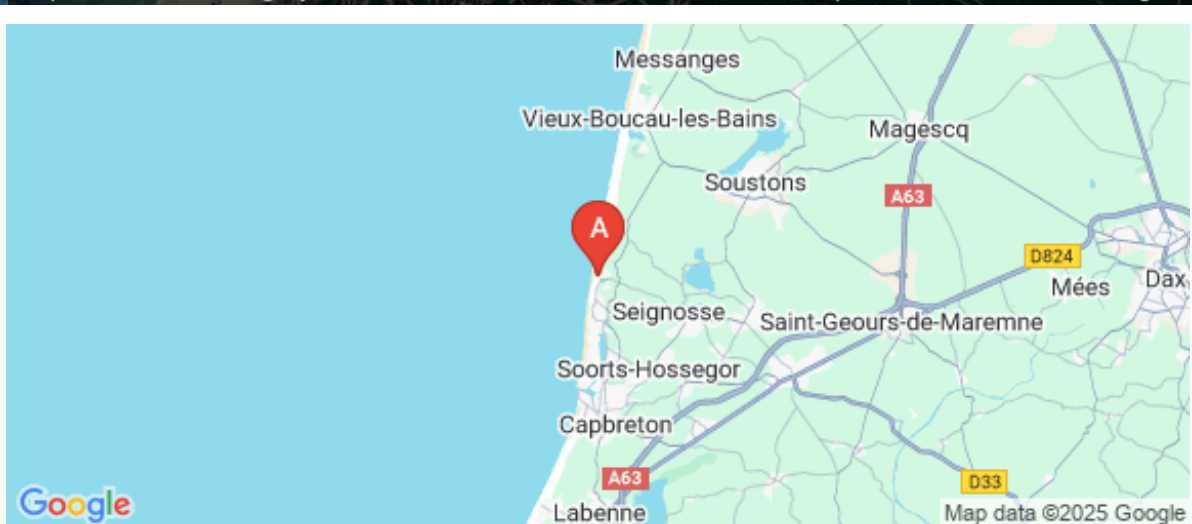 Messanges
Vieux-Boucau-les-Bains
Magescq
Soustons
A63
A
D824
Mées
Dax
Seignosse
Saint-Geours-de-Maremne
Soorts-Hossegor
Capbreton
A63
D33
Labenne
Google
Map data ©2025 Google